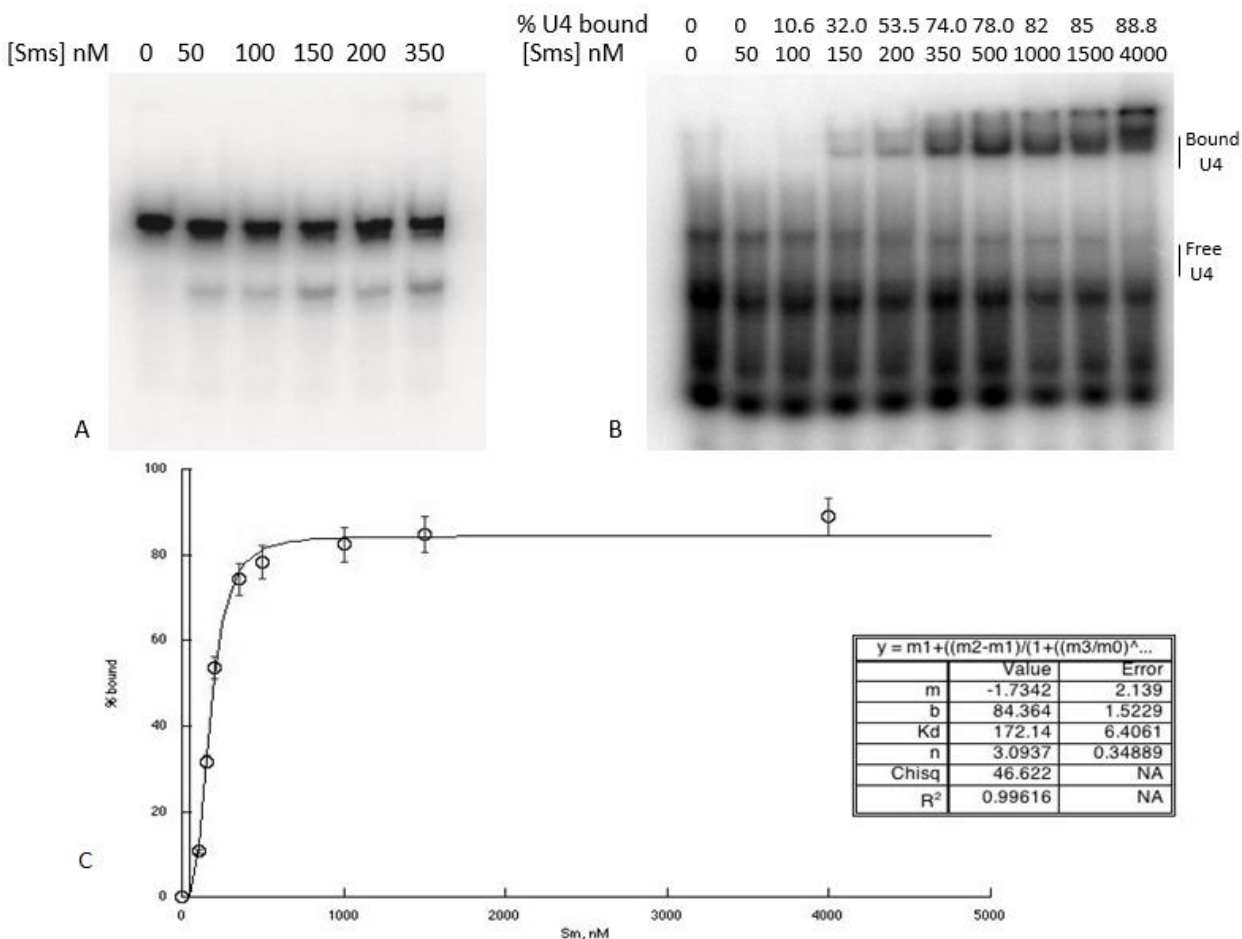 % U4 bound 0 0 10.6 32.0 53.5 74.0 78.0 82 85 88.8
[Sms] nM 0 50 100 150 200 350
[Sms] nM 0 50 100 150 200 350 500 1000 1500 4000
Bound
U4
Free
U4
A
B
100
80
60
40
20
0
% bound
0 1000 2000 3000 4000 5000
Sm, nM
C
y = m1+((m2-m1)/(1+((m3/m0)^...
Value Error
m -1.7342 2.139
b 84.364 1.5229
Kd 172.14 6.4061
n 3.0937 0.34889
Chisq 46.622 NA
R² 0.99616 NA